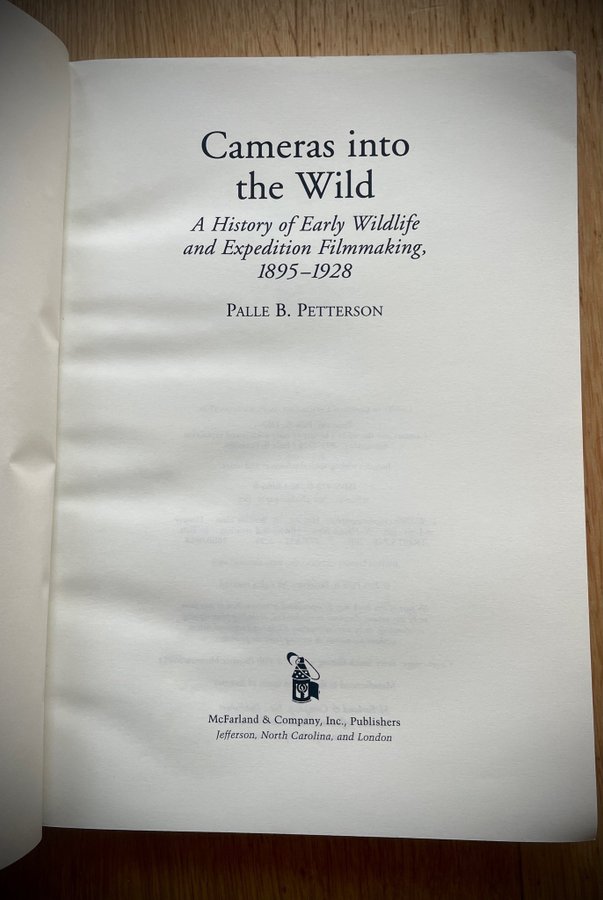 Cameras into
the Wild
A History of Early Wildlife
and Expedition Filmmaking,
1895–1928
PALLE B. PETTERSON
McFarland & Company, Inc., Publishers
Jefferson, North Carolina, and London